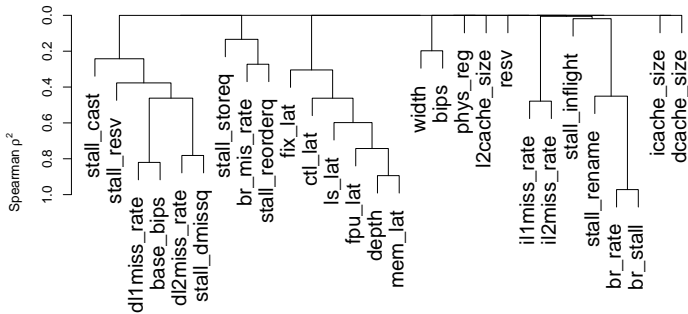 Spearman ρ²
0.0
0.2
0.4
0.6
0.8
1.0
stall_cast
stall_resv
dl1miss_rate
base_bips
dl2miss_rate
stall_dmissq
stall_storeq
br_mis_rate
stall_reorderq
fix_lat
ctl_lat
ls_lat
fpu_lat
depth
mem_lat
width
bips
phys_reg
l2cache_size
resv
il1miss_rate
il2miss_rate
stall_inflight
stall_rename
br_rate
br_stall
icache_size
dcache_size